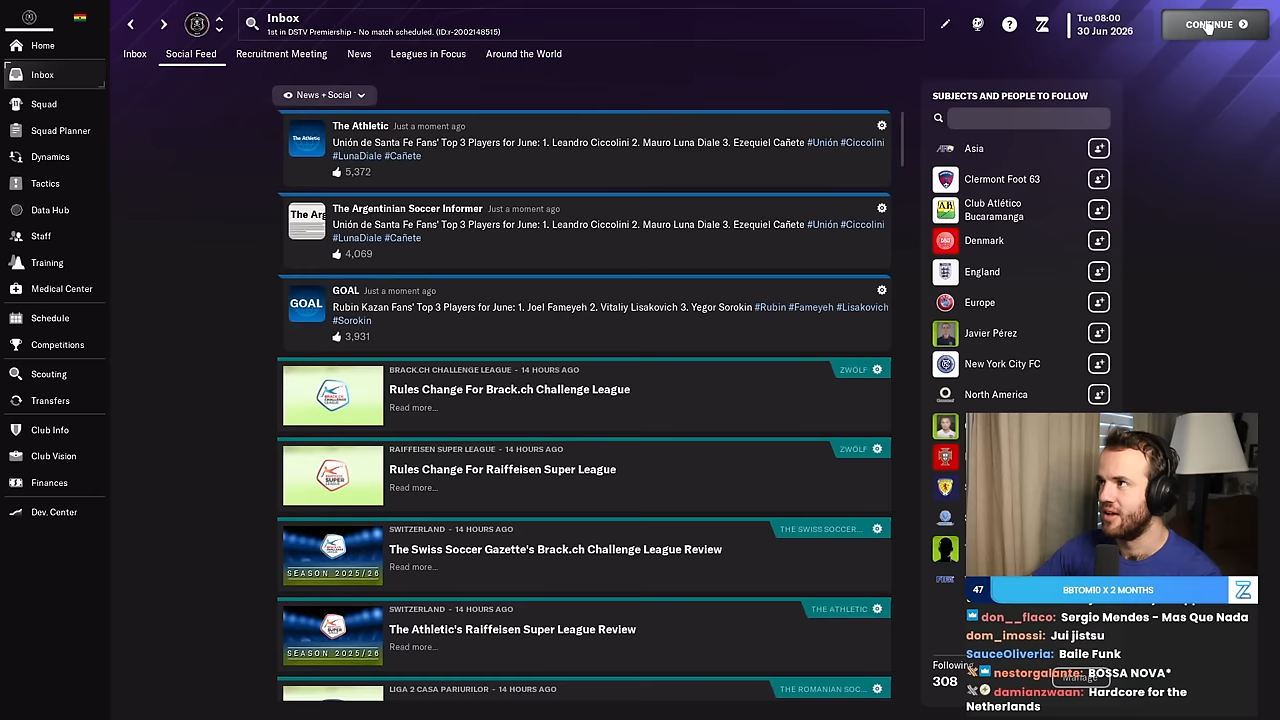 Inbox
1st in DSTV Premiership - No match scheduled. (ID:r-2002148515)
Tue 08:00
30 Jun 2026
CONTINUE
Home
Inbox
Squad
Squad Planner
Dynamics
Tactics
Data Hub
Staff
Training
Medical Center
Schedule
Competitions
Scouting
Transfers
Club Info
Club Vision
Finances
Dev. Center
Inbox
Social Feed
Recruitment Meeting
News
Leagues in Focus
Around the World
News + Social
The Athletic
The Athletic Just a moment ago
Unión de Santa Fe Fans' Top 3 Players for June: 1. Leandro Ciccolini 2. Mauro Luna Diale 3. Ezequiel Cañete #Unión #Ciccolini
#LunaDiale #Cañete
5,372
The Arg
The Argentinian Soccer Informer Just a moment ago
Unión de Santa Fe Fans' Top 3 Players for June: 1. Leandro Ciccolini 2. Mauro Luna Diale 3. Ezequiel Cañete #Unión #Ciccolini
#LunaDiale #Cañete
4,069
GOAL
GOAL Just a moment ago
Rubin Kazan Fans' Top 3 Players for June: 1. Joel Fameyeh 2. Vitaliy Lisakovich 3. Yegor Sorokin #Rubin #Fameyeh #Lisakovich
#Sorokin
3,931
BRACK.CH CHALLENGE LEAGUE - 14 HOURS AGO
ZWÖLF
Rules Change For Brack.ch Challenge League
Read more...
RAIFFEISEN SUPER LEAGUE - 14 HOURS AGO
ZWÖLF
Rules Change For Raiffeisen Super League
Read more...
SWITZERLAND - 14 HOURS AGO
THE SWISS SOCCER...
The Swiss Soccer Gazette's Brack.ch Challenge League Review
Read more...
SEASON 2025/26
SWITZERLAND - 14 HOURS AGO
THE ATHLETIC
The Athletic's Raiffeisen Super League Review
Read more...
SEASON 2025/26
LIGA 2 CASA PARIURILOR - 14 HOURS AGO
THE ROMANIAN SOC...
SUBJECTS AND PEOPLE TO FOLLOW
Asia
Clermont Foot 63
Club Atlético
Bucaramanga
Denmark
England
Europe
Javier Pérez
New York City FC
North America
Following
308
Manage
47
BBTOM10 X 2 MONTHS
don__flaco: Sergio Mendes - Mas Que Nada
dom_imossi: Jui jistsu
SauceOliveria: Baile Funk
nestorgalante: BOSSA NOVA*
damianzwaan: Hardcore for the
Netherlands